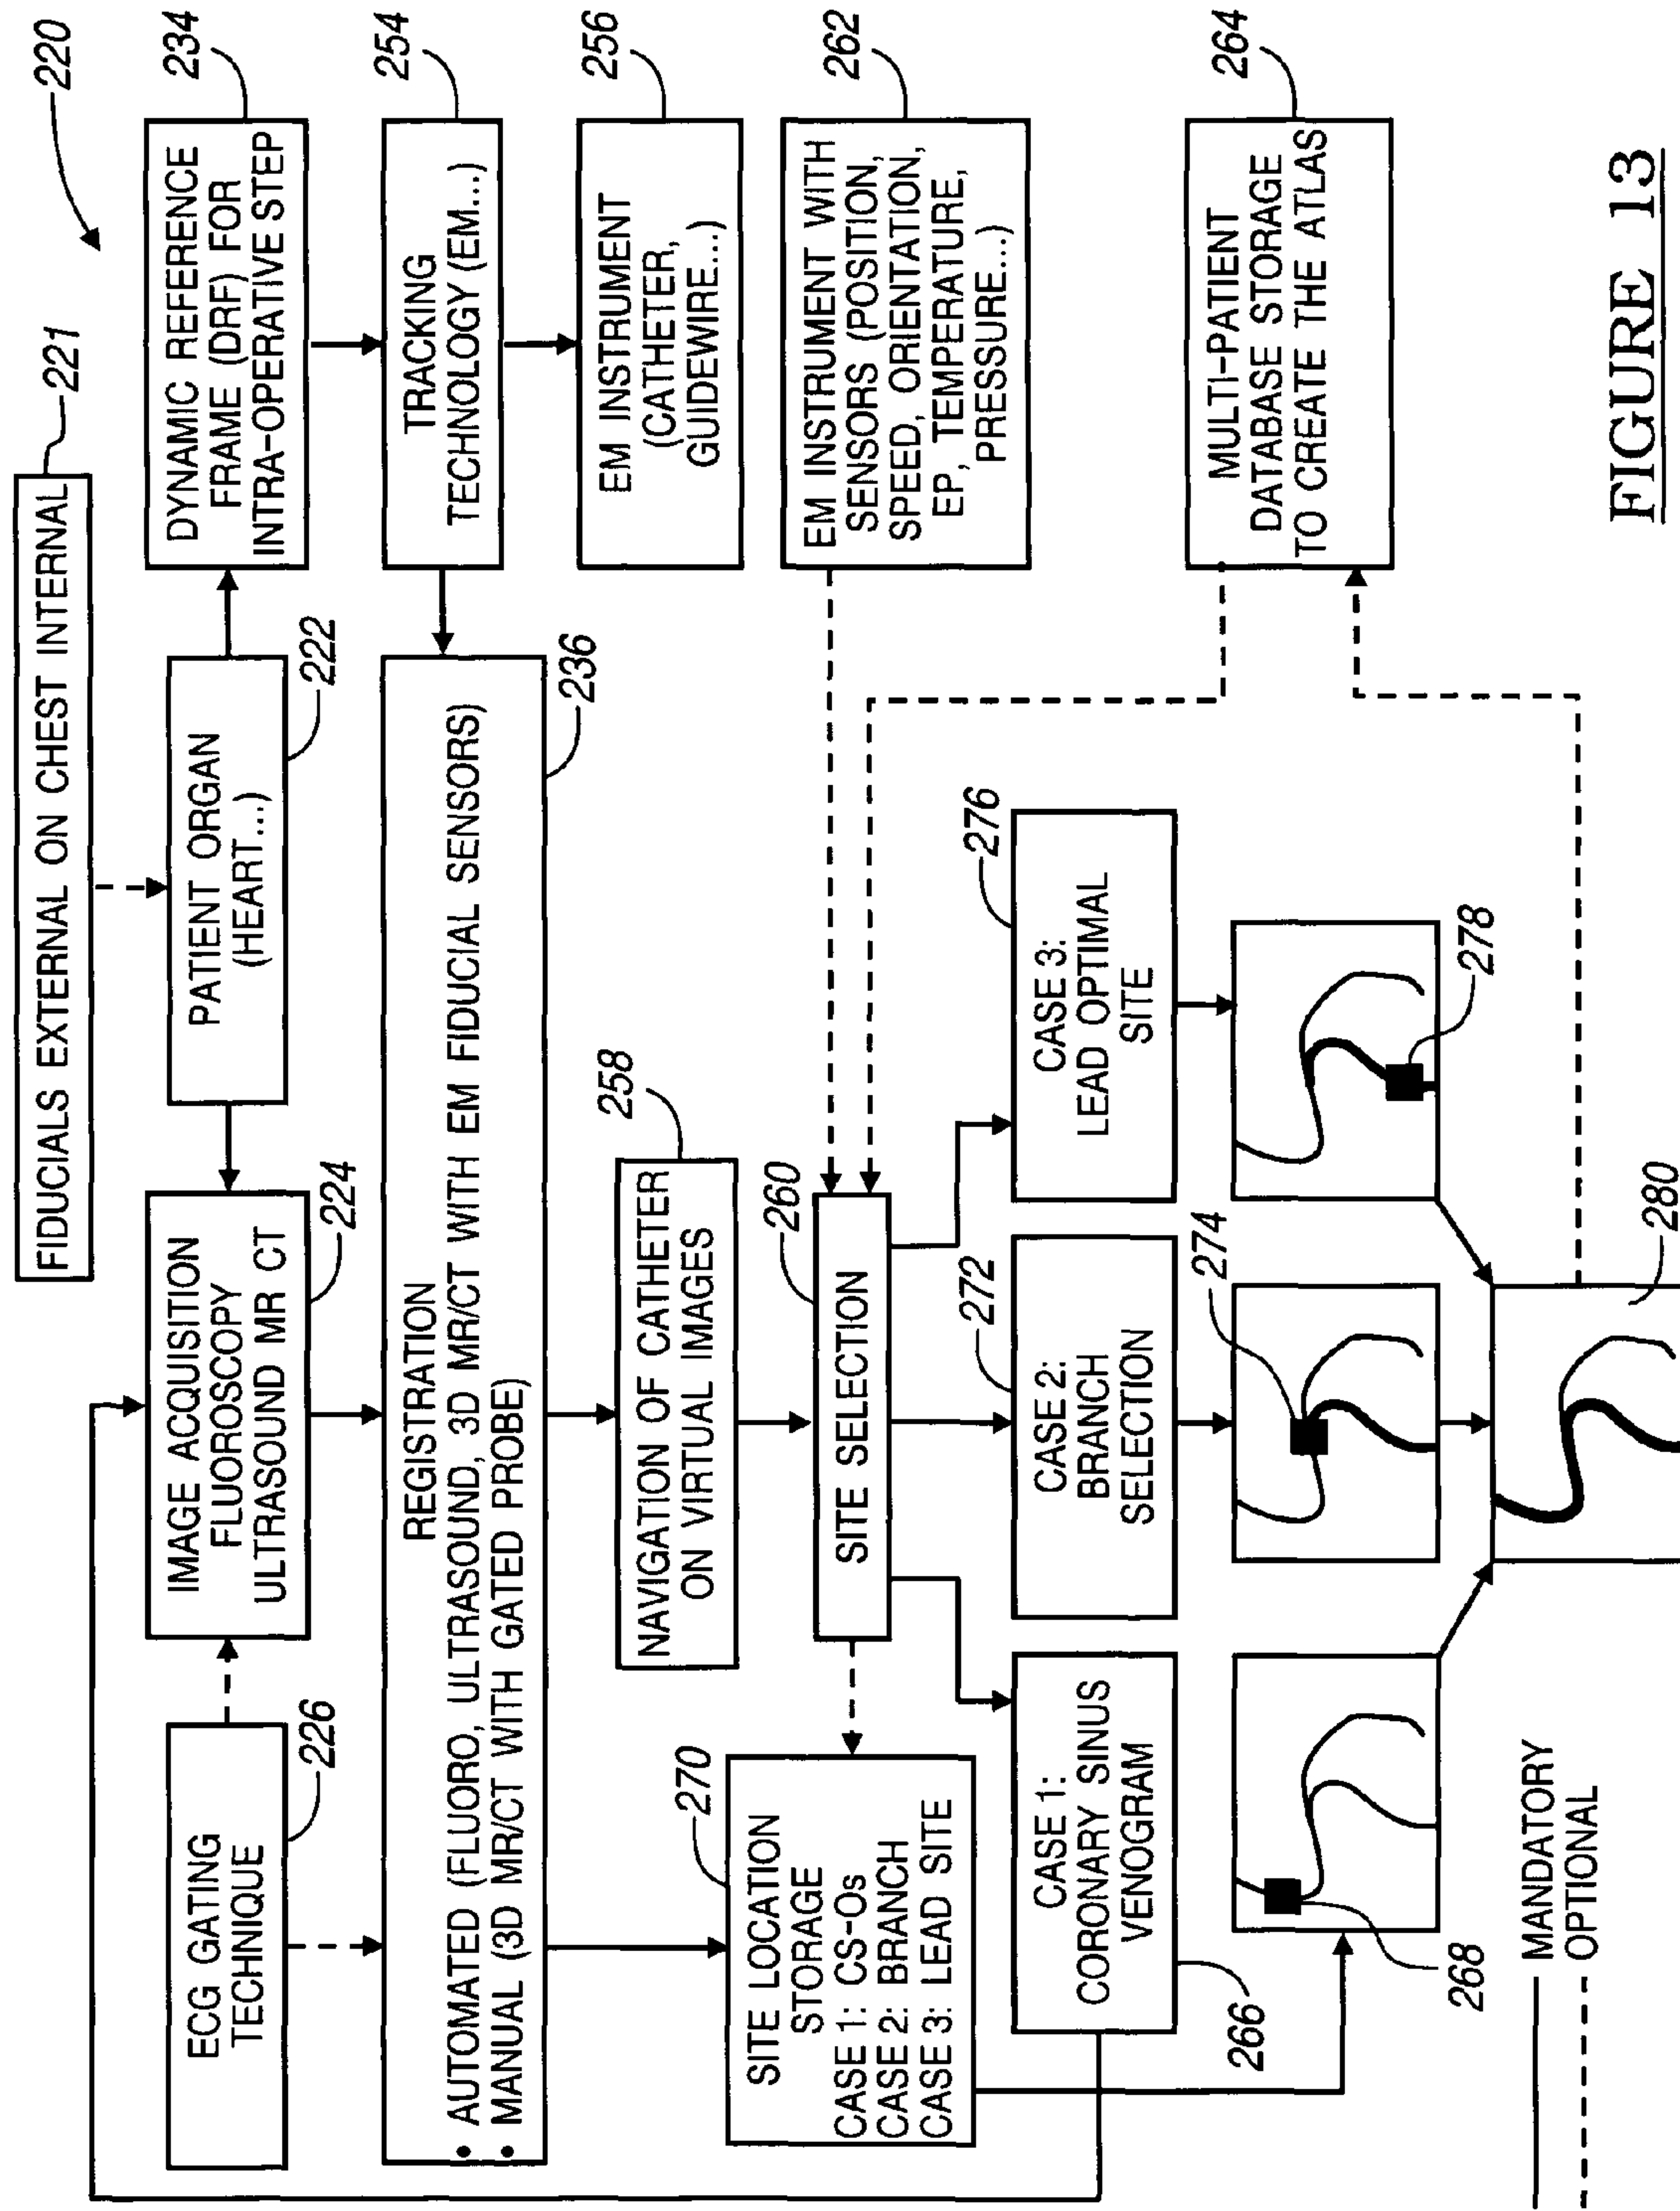 220
FIDUCIALS EXTERNAL ON CHEST INTERNAL
221
ECG GATING
TECHNIQUE
226
IMAGE ACQUISITION
FLUOROSCOPY
ULTRASOUND MR CT
224
PATIENT ORGAN
(HEART...)
222
DYNAMIC REFERENCE
FRAME (DRF) FOR
INTRA-OPERATIVE STEP
234
REGISTRATION
• AUTOMATED (FLUORO, ULTRASOUND, 3D MR/CT WITH EM FIDUCIAL SENSORS)
• MANUAL (3D MR/CT WITH GATED PROBE)
236
TRACKING
TECHNOLOGY (EM...)
254
EM INSTRUMENT
(CATHETER,
GUIDEWIRE...)
256
NAVIGATION OF CATHETER
ON VIRTUAL IMAGES
258
SITE LOCATION
STORAGE
CASE 1: CS-Os
CASE 2: BRANCH
CASE 3: LEAD SITE
270
SITE SELECTION
260
EM INSTRUMENT WITH
SENSORS (POSITION,
SPEED, ORIENTATION,
EP, TEMPERATURE,
PRESSURE...)
262
CASE 1:
CORONARY SINUS
VENOGRAM
266
CASE 2:
BRANCH
SELECTION
272
CASE 3:
LEAD OPTIMAL
SITE
276
MULTI-PATIENT
DATABASE STORAGE
TO CREATE THE ATLAS
264
268
274
278
280
MANDATORY
OPTIONAL
FIGURE 13